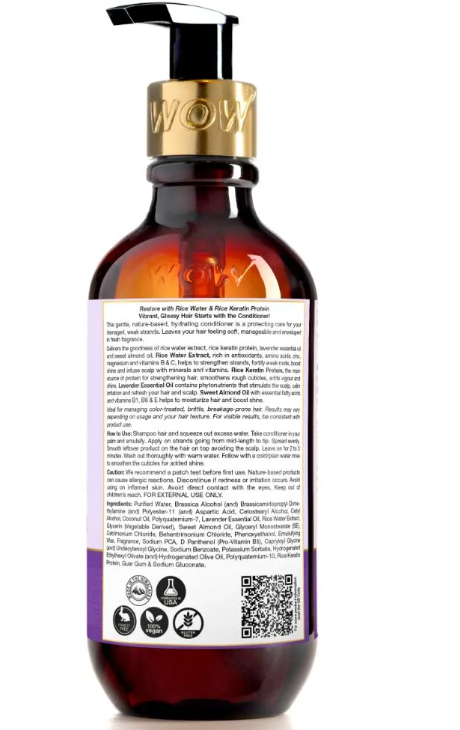 WOW
WOW
Restore with Rice Water & Rice Keratin Protein
Vibrant, Glossy Hair Starts with the Conditioner!
This gentle, nature-based, hydrating conditioner is a protecting care for your
damaged, weak strands. Leaves your hair feeling soft, manageable and enveloped
in fresh fragrance.
Delivers the goodness of rice water extract, rice keratin protein, lavender essential oil
and sweet almond oil. Rice Water Extract, rich in antioxidants, amino acids, zinc,
magnesium and vitamins B & C, helps to strengthen strands, fortify weak roots, boost
shine and infuse scalp with minerals and vitamins. Rice Keratin Protein, the main
source of protein for strengthening hair, smoothens rough cuticles, adds vigour and
shine. Lavender Essential Oil contains phytonutrients that stimulate the scalp, calm
irritation and refresh your hair and scalp. Sweet Almond Oil with essential fatty acids
and vitamins B1, B6 & E helps to moisturize hair and boost shine.
Ideal for managing color-treated, brittle, breakage-prone hair. Results may vary
depending on usage and your hair texture. For visible results, be consistent with
product use.
How to Use: Shampoo hair and squeeze out excess water. Take conditioner in your
palm and emulsify. Apply on strands going from mid-length to tip. Spread evenly.
Smooth leftover product on the hair on top avoiding the scalp. Leave on for 2 to 3
minutes. Wash out thoroughly with warm water. Follow with a cool/plain water rinse
to smoothen the cuticles for added shine.
Caution: We recommend a patch test before first use. Nature-based products
can cause allergic reactions. Discontinue if redness or irritation occurs. Avoid
using on inflamed skin. Avoid direct contact with the eyes. Keep out of
children's reach. FOR EXTERNAL USE ONLY.
Ingredients: Purified Water, Brassica Alcohol (and) Brassicamidopropyl Dime-
thylamine (and) Polyester-11 (and) Aspartic Acid, Cetostearyl Alcohol, Cetyl
Alcohol, Coconut Oil, Polyquaternium-7, Lavender Essential Oil, Rice Water Extract,
Glycerin (Vegetable Derived), Sweet Almond Oil, Glyceryl Monostearate (SE),
Cetrimonium Chloride, Behentrimonium Chloride, Phenoxyethanol, Emulsifying
Wax, Fragrance, Sodium PCA, D Panthenol (Pro-Vitamin B5), Caprylyl Glycine
(and) Undecylenoyl Glycine, Sodium Benzoate, Potassium Sorbate, Hydrogenated
Ethylhexyl Olivate (and) Hydrogenated Olive Oil, Polyquaternium-10, Rice Keratin
Protein, Guar Gum & Sodium Gluconate.
USA
100%
vegan
GLUTEN
FREE